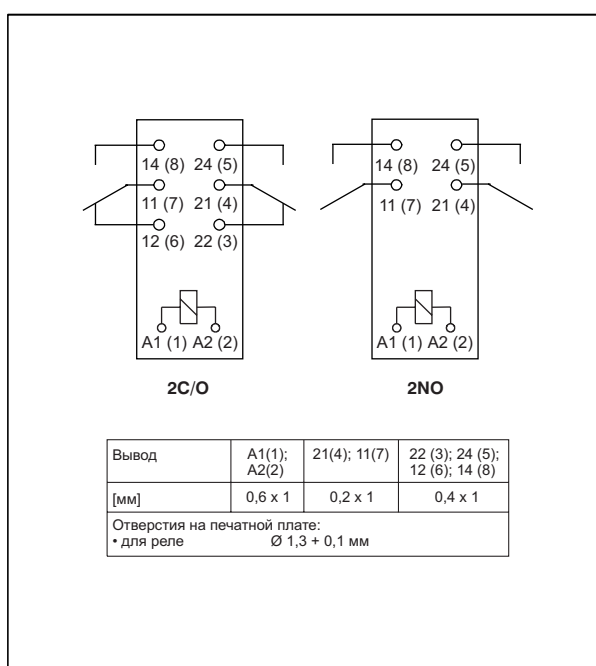 14 (8) 24 (5)
11 (7) 21 (4)
12 (6) 22 (3)
A1 (1) A2 (2)
2C/O
14 (8) 24 (5)
11 (7) 21 (4)
A1 (1) A2 (2)
2NO
Вывод A1(1); A2(2) 21(4); 11(7) 22 (3); 24 (5); 12 (6); 14 (8)
[мм] 0,6 x 1 0,2 x 1 0,4 x 1
Отверстия на печатной плате:
• для реле Ø 1,3 + 0,1 мм